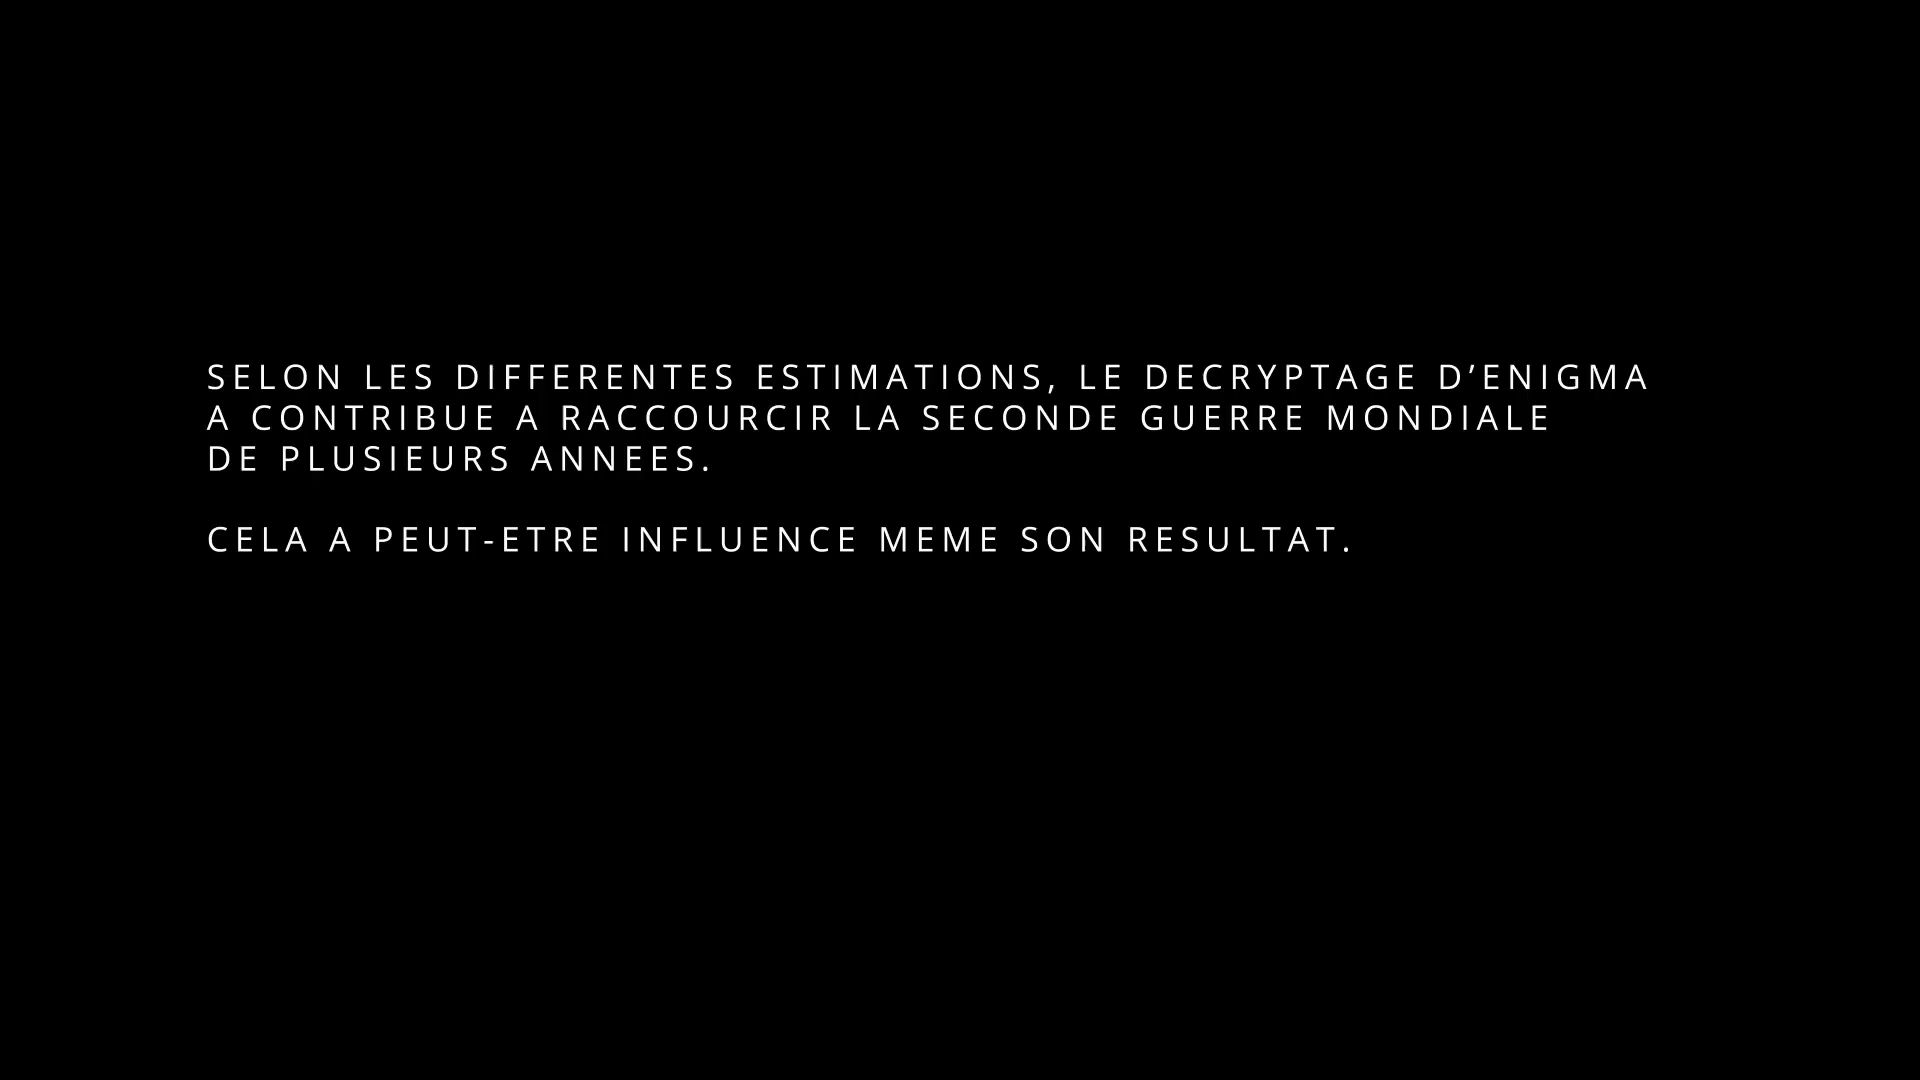 SELON LES DIFFERENTES ESTIMATIONS, LE DECRYPTAGE D’ENIGMA
A CONTRIBUE A RACCOURCIR LA SECONDE GUERRE MONDIALE
DE PLUSIEURS ANNEES.
CELA A PEUT-ETRE INFLUENCE MEME SON RESULTAT.